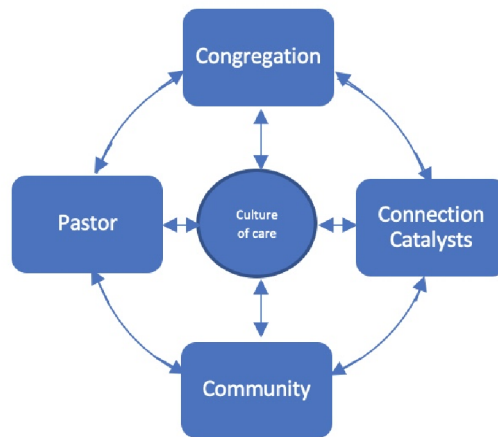 Congregation
Pastor
Culture
of care
Connection
Catalysts
Community